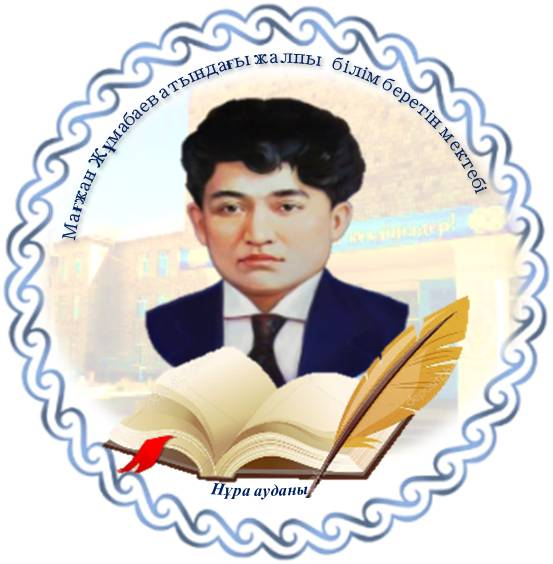 Мағжан Жұмабаев атындағы жалпы білім беретін мектебі
Нұра ауданы